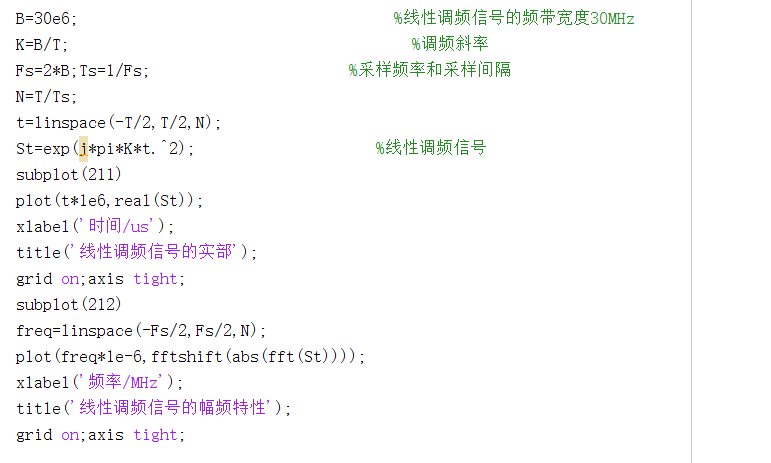 B=30e6; %线性调频信号的频带宽度30MHz
K=B/T; %调频斜率
Fs=2*B;Ts=1/Fs; %采样频率和采样间隔
N=T/Ts;
t=linspace(-T/2,T/2,N);
St=exp(j*pi*K*t.^2); %线性调频信号
subplot(211)
plot(t*1e6,real(St));
xlabel('时间/us');
title('线性调频信号的实部');
grid on;axis tight;
subplot(212)
freq=linspace(-Fs/2,Fs/2,N);
plot(freq*1e-6,fftshift(abs(fft(St))));
xlabel('频率/MHz');
title('线性调频信号的幅频特性');
grid on;axis tight;